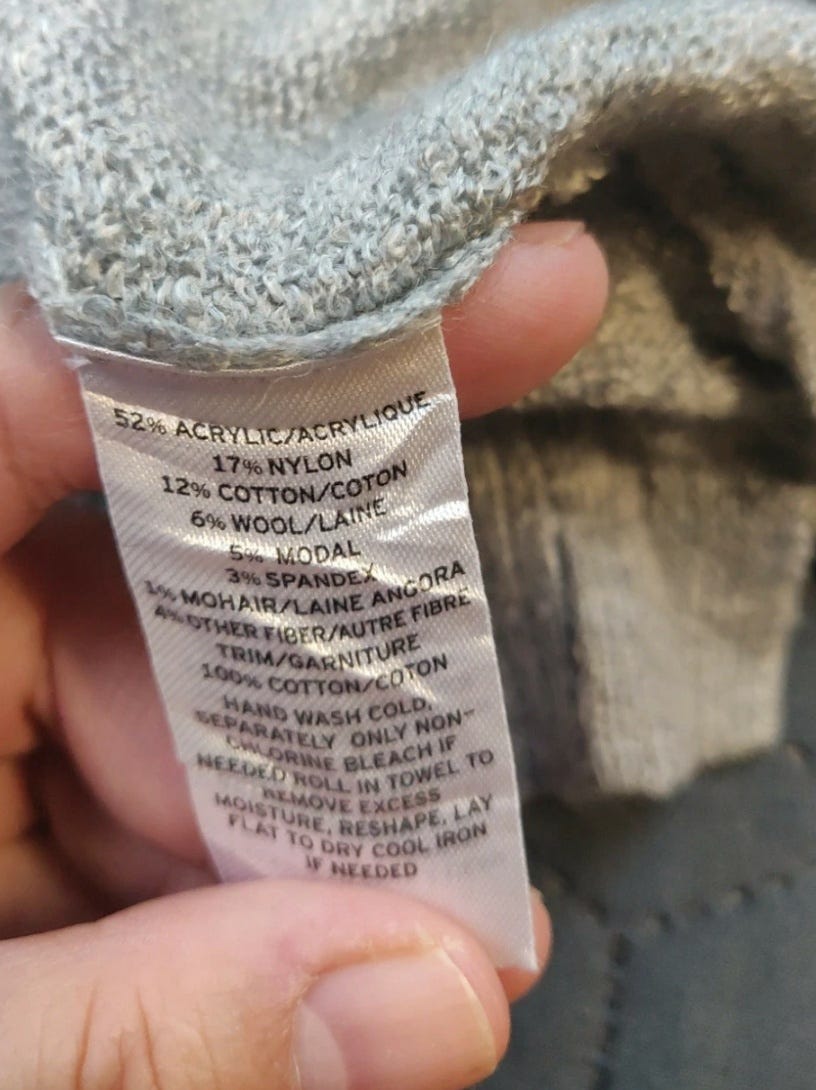 52% ACRYLIC/ACRYLIQUE
17% NYLON
12% COTTON/COTON
6% WOOL/LAINE
5% MODAL
3% SPANDEX
1% MOHAIR/LAINE ANGORA
4% OTHER FIBER/AUTRE FIBRE
TRIM/GARNITURE
100% COTTON/COTON
HAND WASH COLD,
SEPARATELY ONLY NON-
CHLORINE BLEACH IF
NEEDED ROLL IN TOWEL TO
REMOVE EXCESS
MOISTURE, RESHAPE, LAY
FLAT TO DRY COOL IRON
IF NEEDED